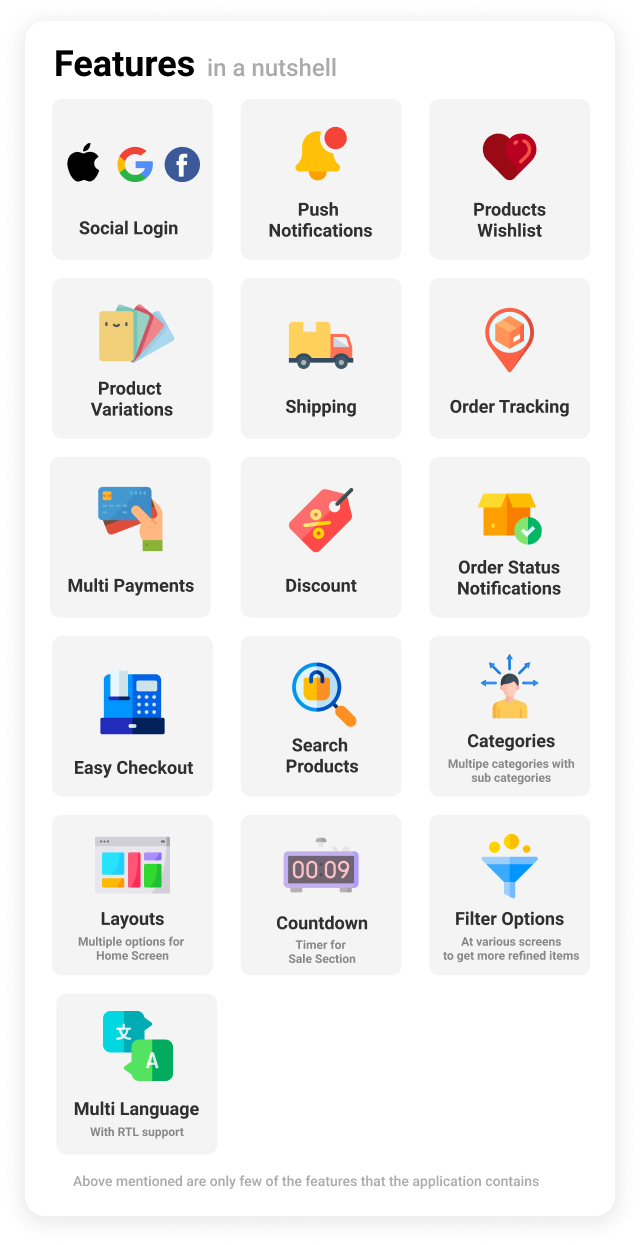 Features in a nutshell
Social Login
Push
Notifications
Products
Wishlist
Product
Variations
Shipping
Order Tracking
Multi Payments
Discount
Order Status
Notifications
Easy Checkout
Search
Products
Categories
Multipe categories with
sub categories
Layouts
Multiple options for
Home Screen
00:09
Countdown
Timer for
Sale Section
Filter Options
At various screens
to get more refined items
文
A
Multi Language
With RTL support
Above mentioned are only few of the features that the application contains